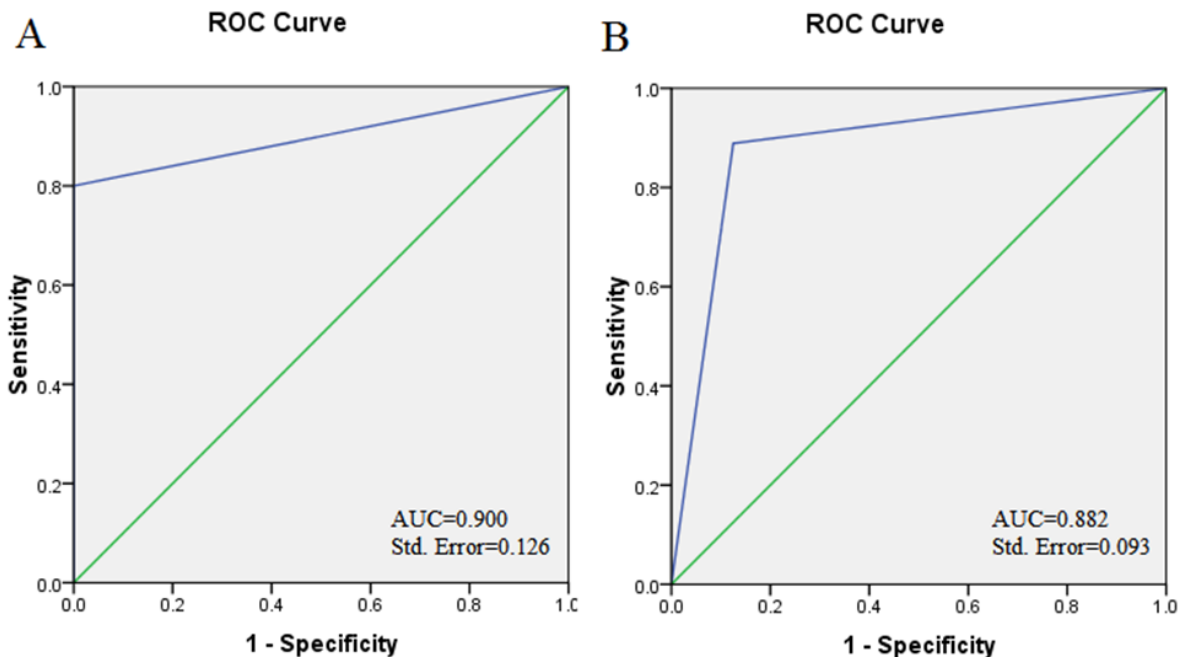 A
ROC Curve
1.0
0.8
0.6
0.4
0.2
0.0
Sensitivity
AUC=0.900
Std. Error=0.126
0.0 0.2 0.4 0.6 0.8 1.0
1 - Specificity
B
ROC Curve
1.0
0.8
0.6
0.4
0.2
0.0
Sensitivity
AUC=0.882
Std. Error=0.093
0.0 0.2 0.4 0.6 0.8 1.0
1 - Specificity